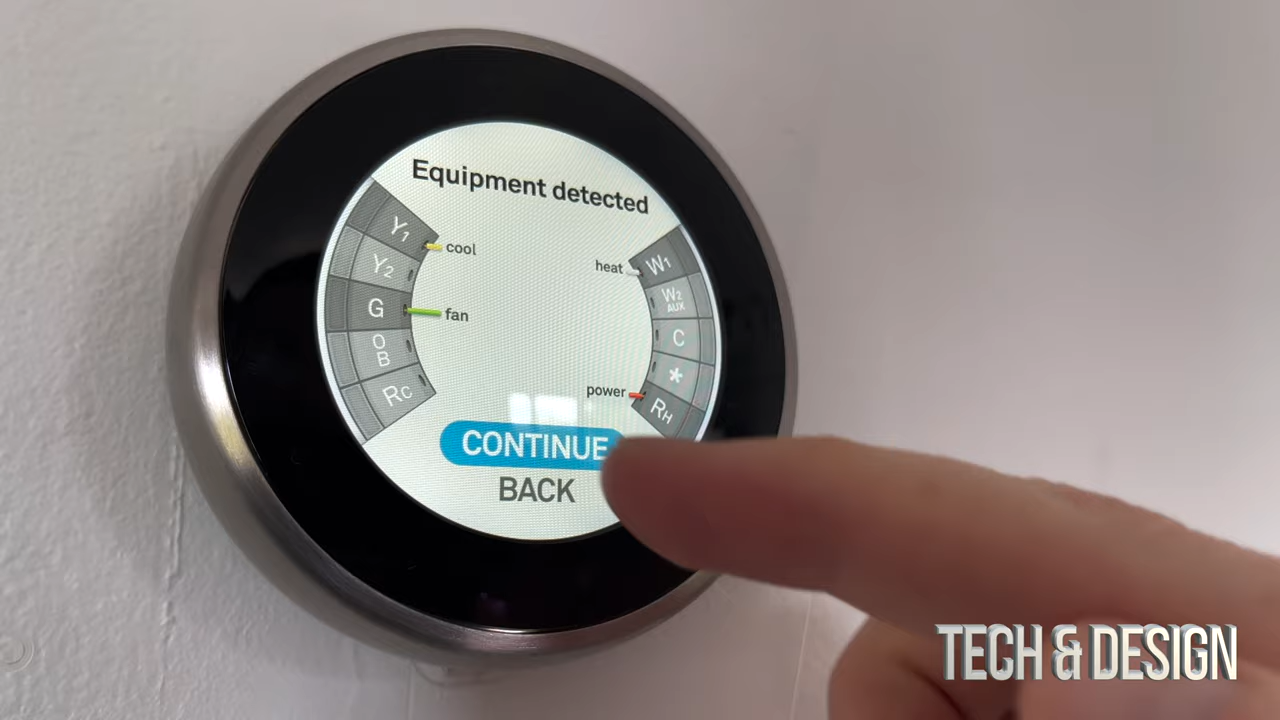 Equipment detected
Y1
cool
Y2
G
fan
O
B
RC
heat
W1
W2
AUX
C
*
power
RH
CONTINUE
BACK
TECH & DESIGN